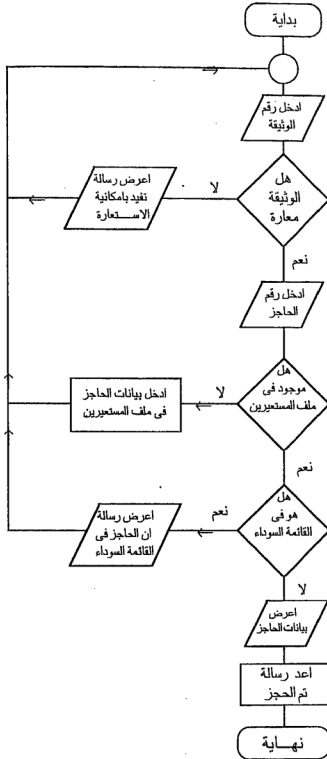 بداية
ادخل رقم
الوثيقة
هل
الوثيقة
معارة
لا
اعرض رسالة
تفيد بامكانية
الاستعارة
نعم
ادخل رقم
الحاجز
هل
موجود فى
ملف المستعيرين
لا
ادخل بيانات الحاجز
فى ملف المستعيرين
نعم
هل
هو فى
القائمة السوداء
نعم
اعرض رسالة
ان الحاجز فى
القائمة السوداء
لا
اعرض
بيانات الحاجز
اعد رسالة
تم الحجز
نهاية